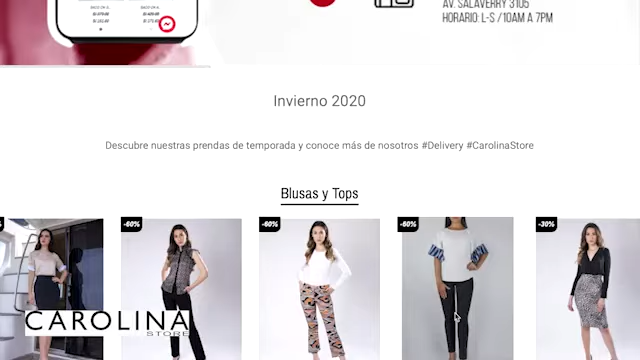 AV. SALAVERRY 3105
HORARIO: L-S / 10AM A 7PM
Invierno 2020
Descubre nuestras prendas de temporada y conoce más de nosotros #Delivery #CarolinaStore
Blusas y Tops
-60%
-60%
-60%
-30%
CAROLINA
STORE